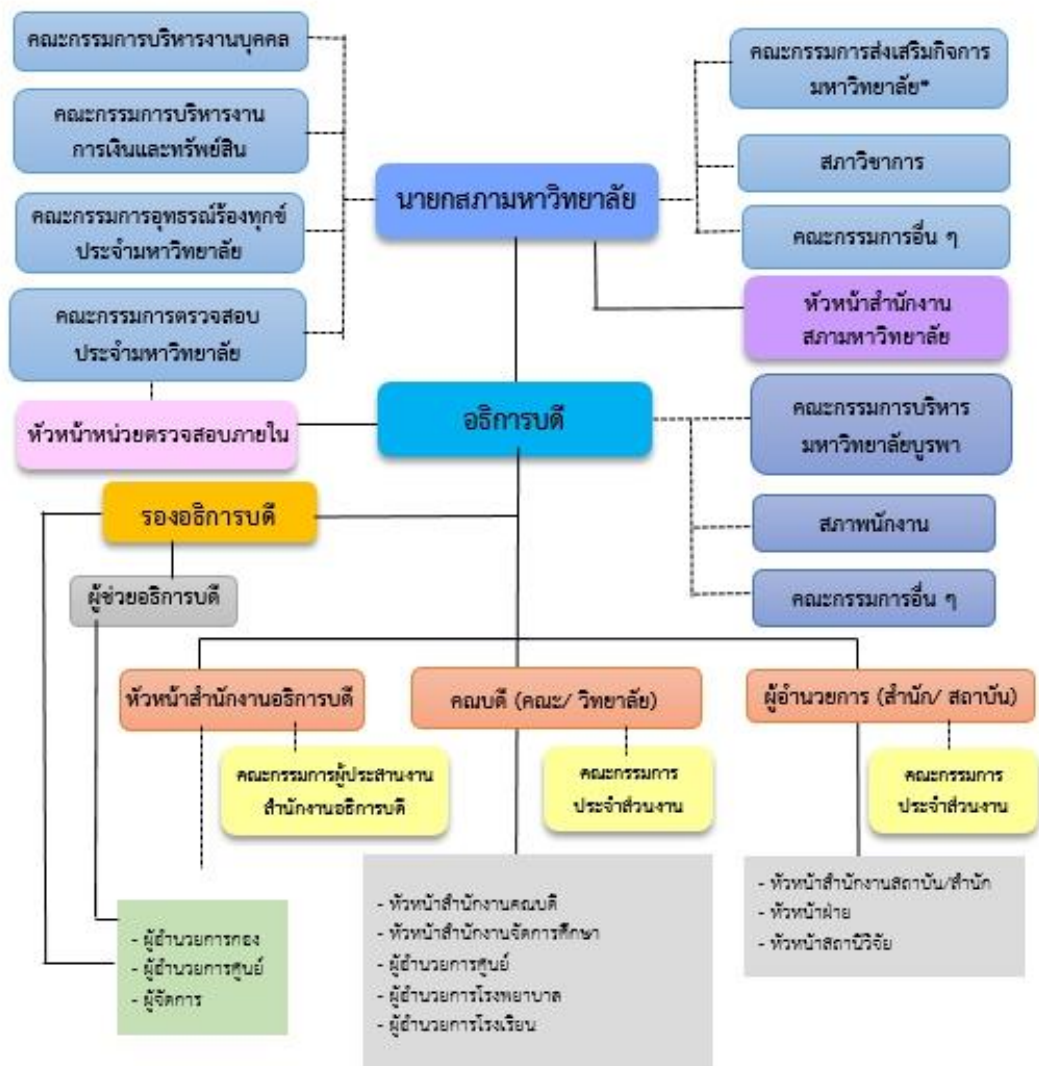 คณะกรรมการบริหารงานบุคคล
คณะกรรมการบริหารงาน
การเงินและทรัพย์สิน
คณะกรรมการอุทธรณ์ร้องทุกข์
ประจำมหาวิทยาลัย
คณะกรรมการตรวจสอบ
ประจำมหาวิทยาลัย
นายกสภามหาวิทยาลัย
คณะกรรมการส่งเสริมกิจการ
มหาวิทยาลัย*
สภาวิชาการ
คณะกรรมการอื่น ๆ
หัวหน้าสำนักงาน
สภามหาวิทยาลัย
หัวหน้าหน่วยตรวจสอบภายใน
อธิการบดี
คณะกรรมการบริหาร
มหาวิทยาลัยบูรพา
สภาพนักงาน
คณะกรรมการอื่น ๆ
รองอธิการบดี
ผู้ช่วยอธิการบดี
หัวหน้าสำนักงานอธิการบดี
คณบดี (คณะ/ วิทยาลัย)
ผู้อำนวยการ (สำนัก/ สถาบัน)
คณะกรรมการผู้ประสานงาน
สำนักงานอธิการบดี
คณะกรรมการ
ประจำส่วนงาน
คณะกรรมการ
ประจำส่วนงาน
- ผู้อำนวยการกอง
- ผู้อำนวยการศูนย์
- ผู้จัดการ
- หัวหน้าสำนักงานคณบดี
- หัวหน้าสำนักงานจัดการศึกษา
- ผู้อำนวยการศูนย์
- ผู้อำนวยการโรงพยาบาล
- ผู้อำนวยการโรงเรียน
- หัวหน้าสำนักงานสถาบัน/สำนัก
- หัวหน้าฝ่าย
- หัวหน้าสถานีวิจัย